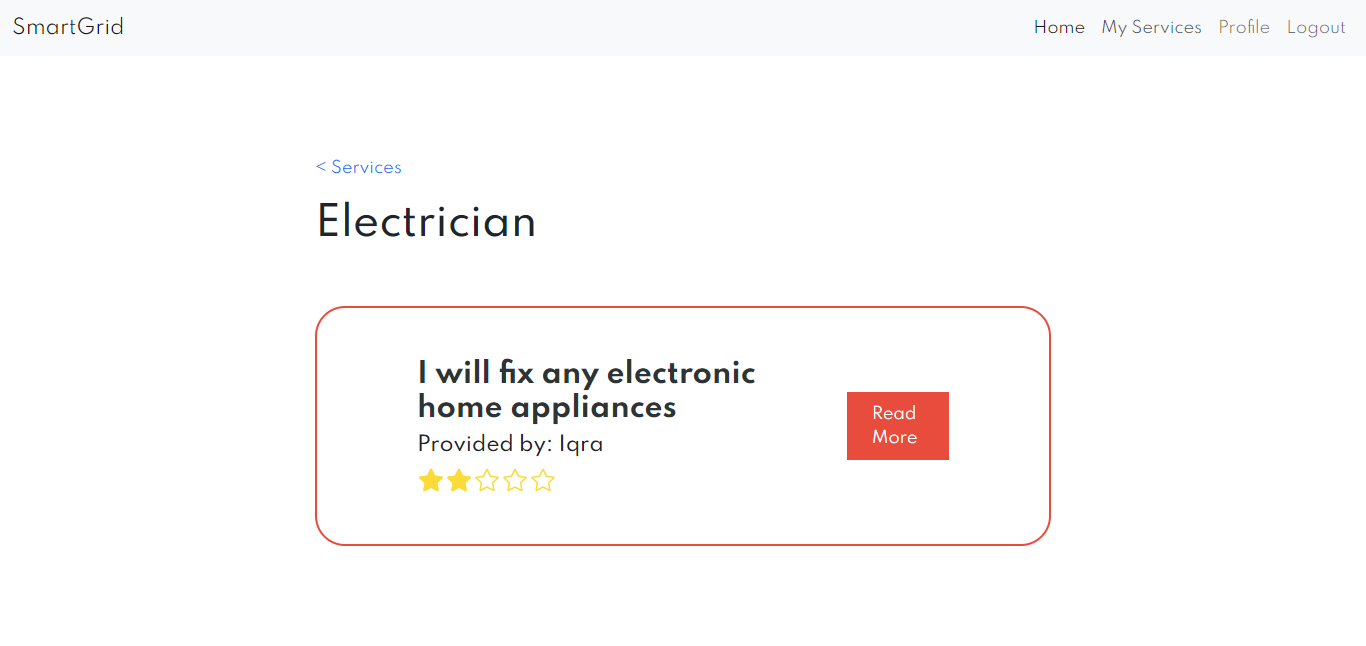 SmartGrid
Home My Services Profile Logout
< Services
Electrician
I will fix any electronic
home appliances
Provided by: Iqra
Read
More